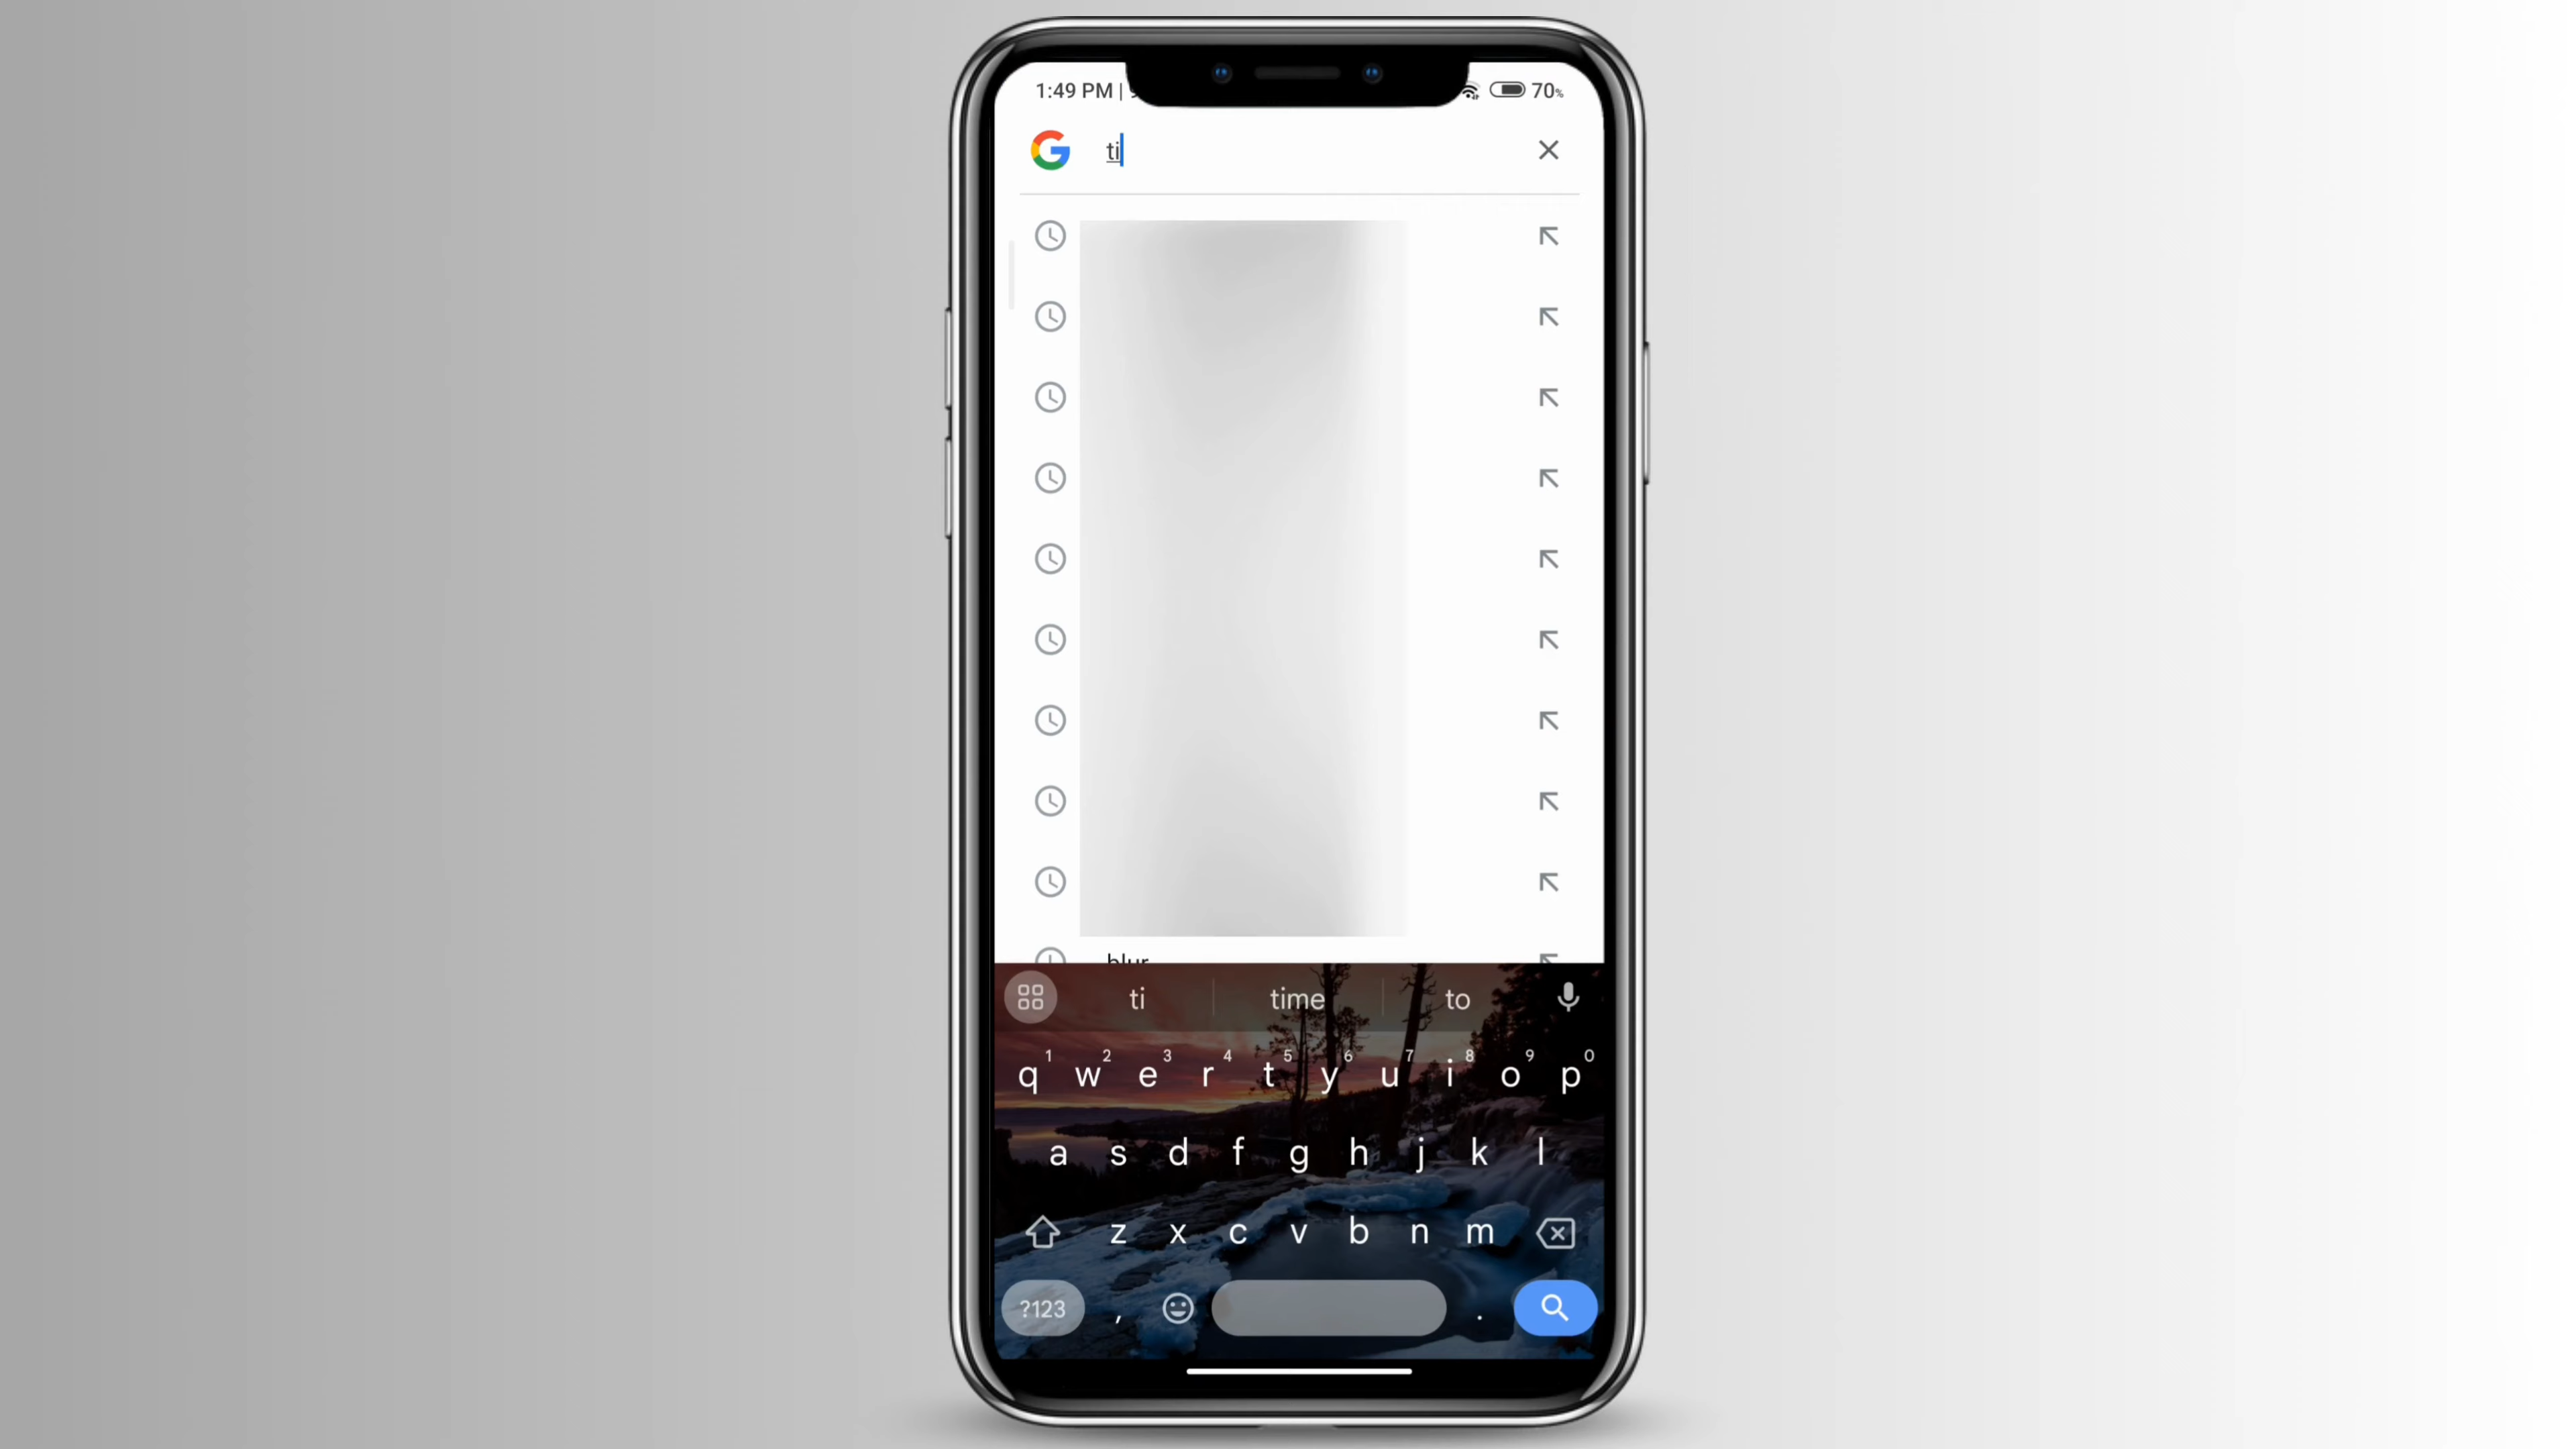 1:49 PM |
70%
ti
blur
ti time to
1 2 3 4 5 6 7 8 9 0
q w e r t y u i o p
a s d f g h j k l
z x c v b n m
?123 , .